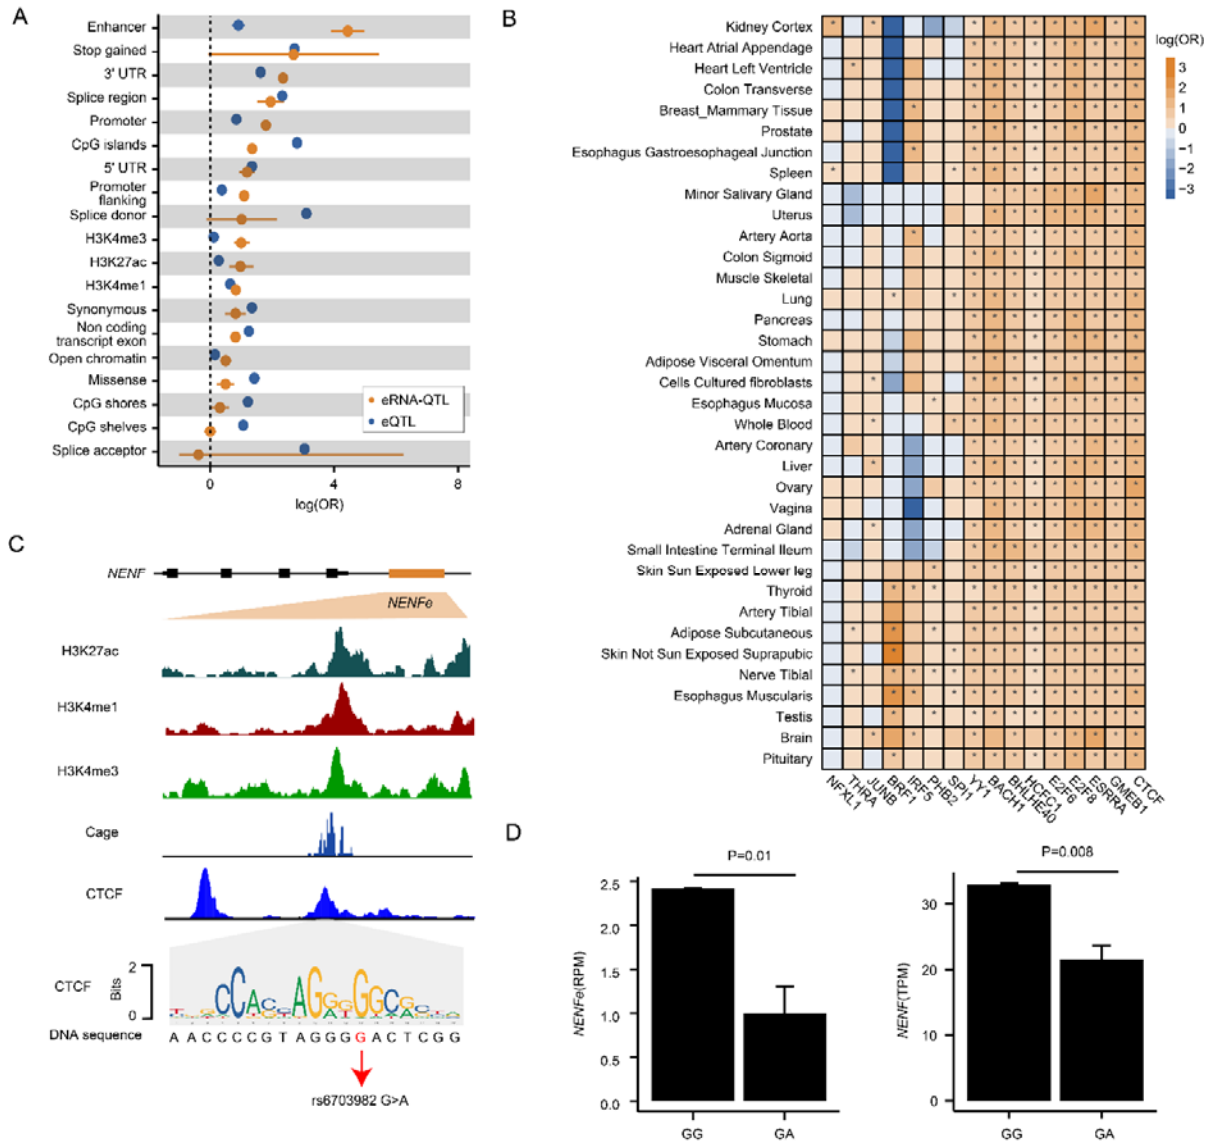 A
Enhancer
Stop gained
3' UTR
Splice region
Promoter
CpG islands
5' UTR
Promoter
flanking
Splice donor
H3K4me3
H3K27ac
H3K4me1
Synonymous
Non coding
transcript exon
Open chromatin
Missense
CpG shores
CpG shelves
Splice acceptor
eRNA-QTL
eQTL
0 4 8
log(OR)
B
Kidney Cortex
Heart Atrial Appendage
Heart Left Ventricle
Colon Transverse
Breast_Mammary Tissue
Prostate
Esophagus Gastroesophageal Junction
Spleen
Minor Salivary Gland
Uterus
Artery Aorta
Colon Sigmoid
Muscle Skeletal
Lung
Pancreas
Stomach
Adipose Visceral Omentum
Cells Cultured fibroblasts
Esophagus Mucosa
Whole Blood
Artery Coronary
Liver
Ovary
Vagina
Adrenal Gland
Small Intestine Terminal Ileum
Skin Sun Exposed Lower leg
Thyroid
Artery Tibial
Adipose Subcutaneous
Skin Not Sun Exposed Suprapubic
Nerve Tibial
Esophagus Muscularis
Testis
Brain
Pituitary
NFXL1 THRA JUNB BRF1 IRF5 PHB2 SPI1 YY1 BACH1 BHLHE40 HCFC1 E2F6 E2F8 ESRRA GMEB1 CTCF
log(OR)
3
2
1
0
−1
−2
−3
C
NENF
NENFe
H3K27ac
H3K4me1
H3K4me3
Cage
CTCF
CTCF
Bits
2
0
DNA sequence
A A C C C C G T A G G G G A C T C G G
rs6703982 G>A
D
P=0.01
NENFe(RPM)
2.5
2.0
1.5
1.0
0.5
0.0
GG GA
P=0.008
NENF(TPM)
30
20
10
0
GG GA